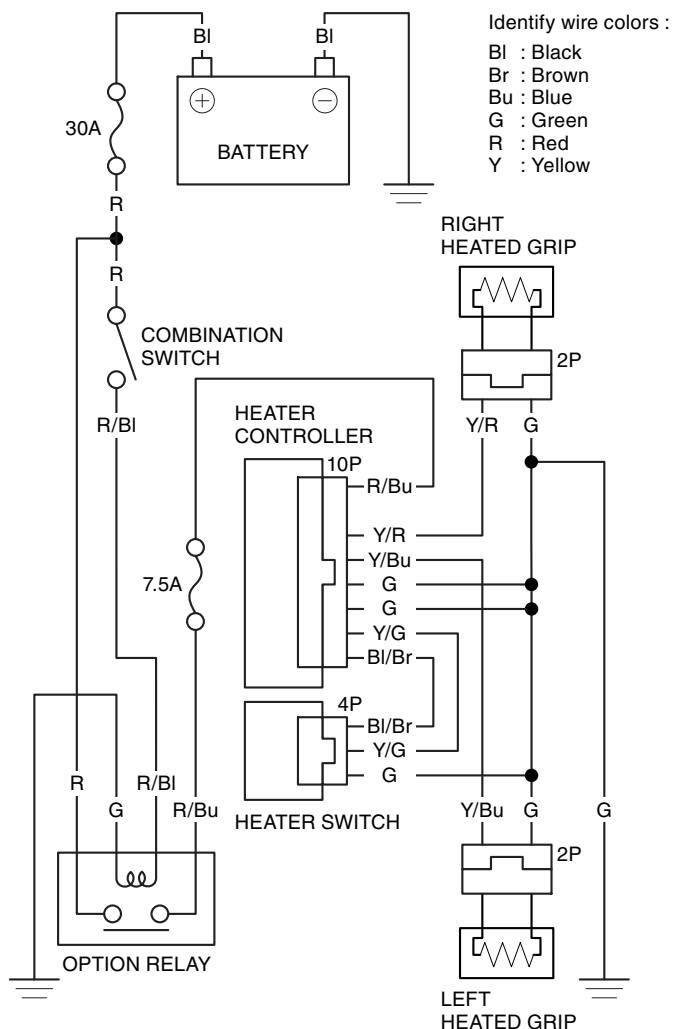 Bl
Bl
Identify wire colors :
Bl : Black
Br : Brown
Bu : Blue
G : Green
R : Red
Y : Yellow
30A
+
−
BATTERY
R
RIGHT
HEATED GRIP
R
COMBINATION
SWITCH
2P
R/Bl
HEATER
CONTROLLER
Y/R
G
10P
R/Bu
Y/R
Y/Bu
7.5A
G
G
Y/G
Bl/Br
4P
Bl/Br
Y/G
G
R
R/Bl
G
R/Bu
HEATER SWITCH
Y/Bu
G
G
2P
OPTION RELAY
LEFT
HEATED GRIP